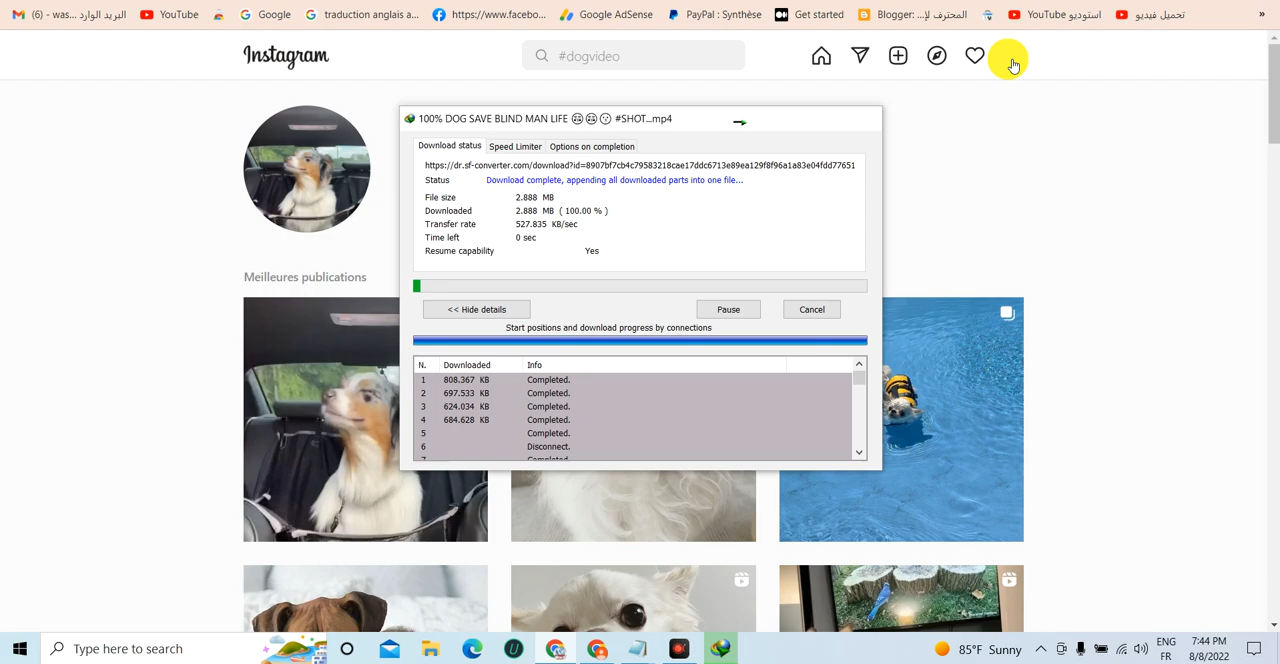 (6) - was... البريد الوارد
YouTube
Google
traduction anglais a...
https://www.facebo...
Google AdSense
PayPal : Synthèse
Get started
Blogger: المحترف لإ...
YouTube استوديو
تحميل فيديو
»
Instagram
#dogvideo
100% DOG SAVE BLIND MAN LIFE #SHOT...mp4
Download status
Speed Limiter
Options on completion
https://dr.sf-converter.com/download?id=8907bf7cb4c79583218cae17ddc6713e89ea129f8f96a1a83e04fdd77651
Status Download complete, appending all downloaded parts into one file...
File size 2.888 MB
Downloaded 2.888 MB ( 100.00 % )
Transfer rate 527.835 KB/sec
Time left 0 sec
Resume capability Yes
Meilleures publications
<< Hide details
Pause
Cancel
Start positions and download progress by connections
N. Downloaded Info
1 808.367 KB Completed.
2 697.533 KB Completed.
3 624.034 KB Completed.
4 684.628 KB Completed.
5 Completed.
6 Disconnect.
7 Completed.
Type here to search
85°F Sunny
ENG
FR
7:44 PM
8/8/2022